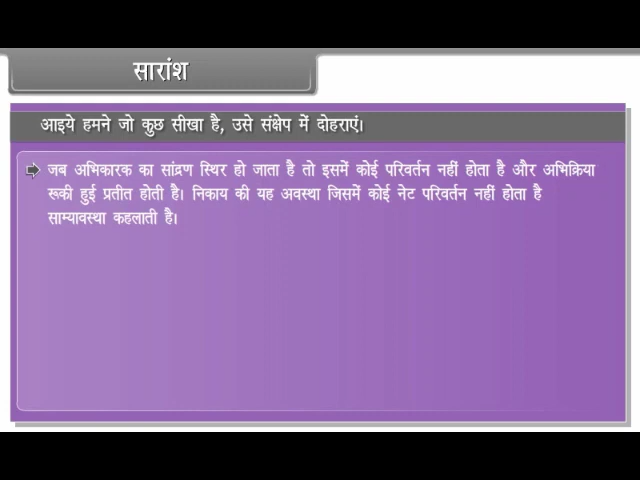 सारांश
आइये हमने जो कुछ सीखा है, उसे संक्षेप में दोहराएं।
जब अभिकारक का सांद्रण स्थिर हो जाता है तो इसमें कोई परिवर्तन नहीं होता है और अभिक्रिया
रूकी हुई प्रतीत होती है। निकाय की यह अवस्था जिसमें कोई नेट परिवर्तन नहीं होता है
साम्यावस्था कहलाती है।